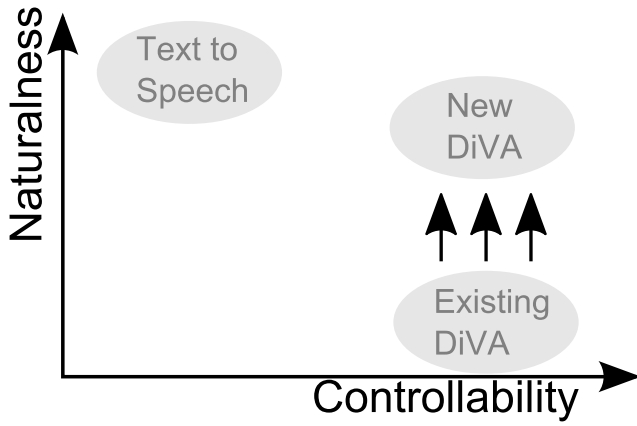 Naturalness
Text to
Speech
New
DiVA
Existing
DiVA
Controllability